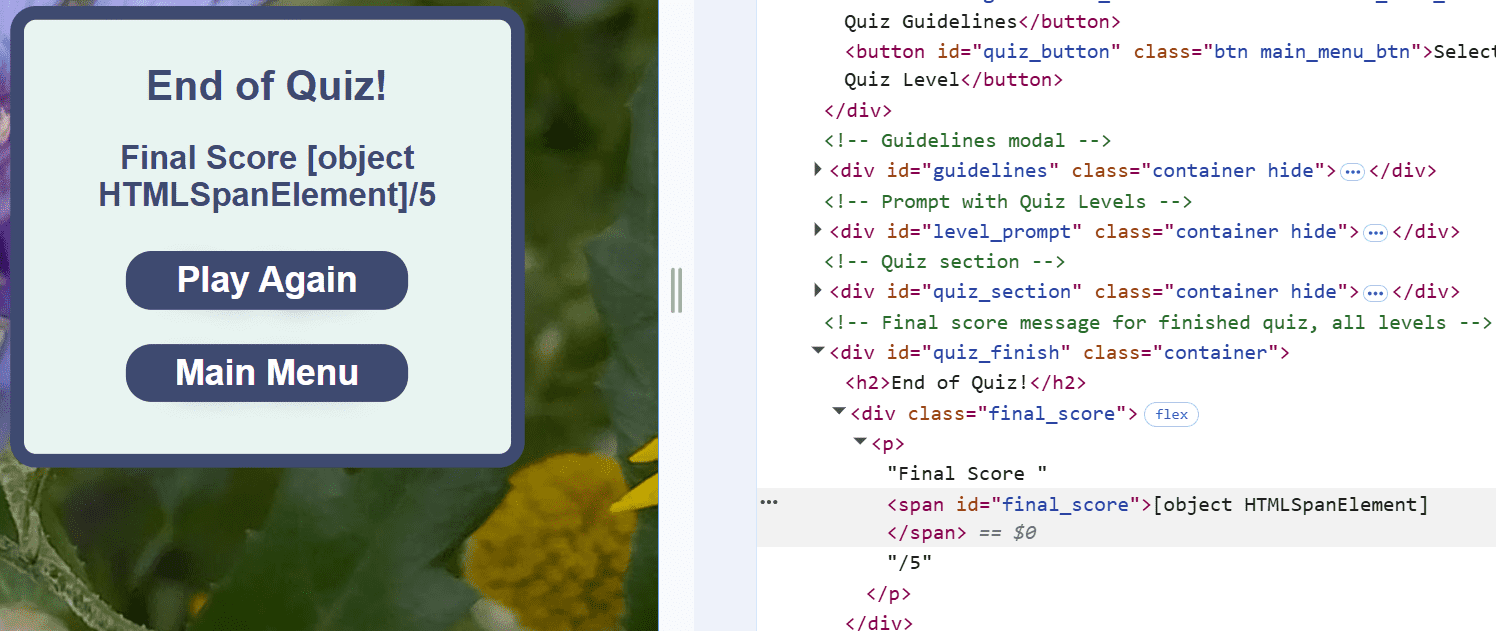 End of Quiz!
Final Score [object
HTMLSpanElement]/5
Play Again
Main Menu
Quiz Guidelines</button>
<button id="quiz_button" class="btn main_menu_btn">Select
Quiz Level</button>
</div>
<!-- Guidelines modal -->
<div id="guidelines" class="container hide">…</div>
<!-- Prompt with Quiz Levels -->
<div id="level_prompt" class="container hide">…</div>
<!-- Quiz section -->
<div id="quiz_section" class="container hide">…</div>
<!-- Final score message for finished quiz, all levels -->
<div id="quiz_finish" class="container">
<h2>End of Quiz!</h2>
<div class="final_score"> flex
<p>
"Final Score "
… <span id="final_score">[object HTMLSpanElement]
</span> == $0
"/5"
</p>
</div>